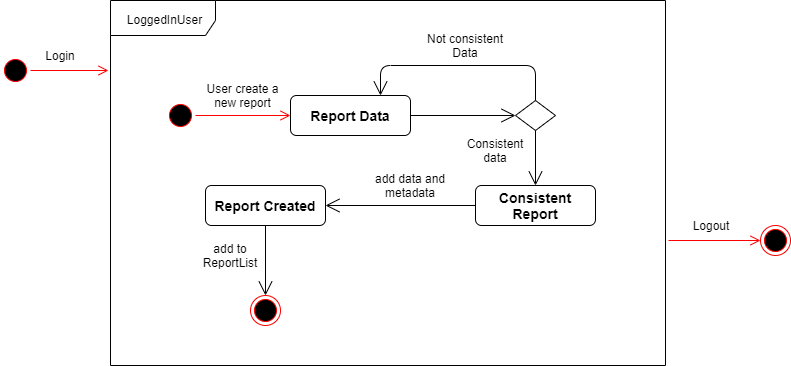 LoggedInUser
Login
Not consistent
Data
User create a
new report
Report Data
Consistent
data
add data and
metadata
Report Created
Consistent
Report
Logout
add to
ReportList